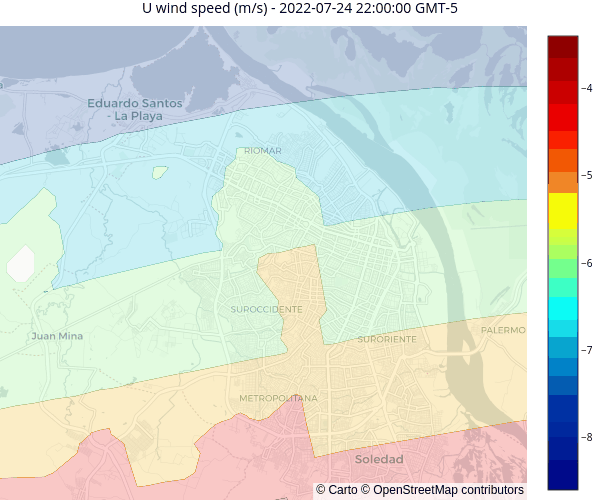 U wind speed (m/s) - 2022-07-24 22:00:00 GMT-5
Eduardo Santos
- La Playa
RIOMAR
SUROCCIDENTE
Juan Mina
SURORIENTE
PALERMO
METROPOLITANA
Soledad
© Carto © OpenStreetMap contributors
−4
−5
−6
−7
−8